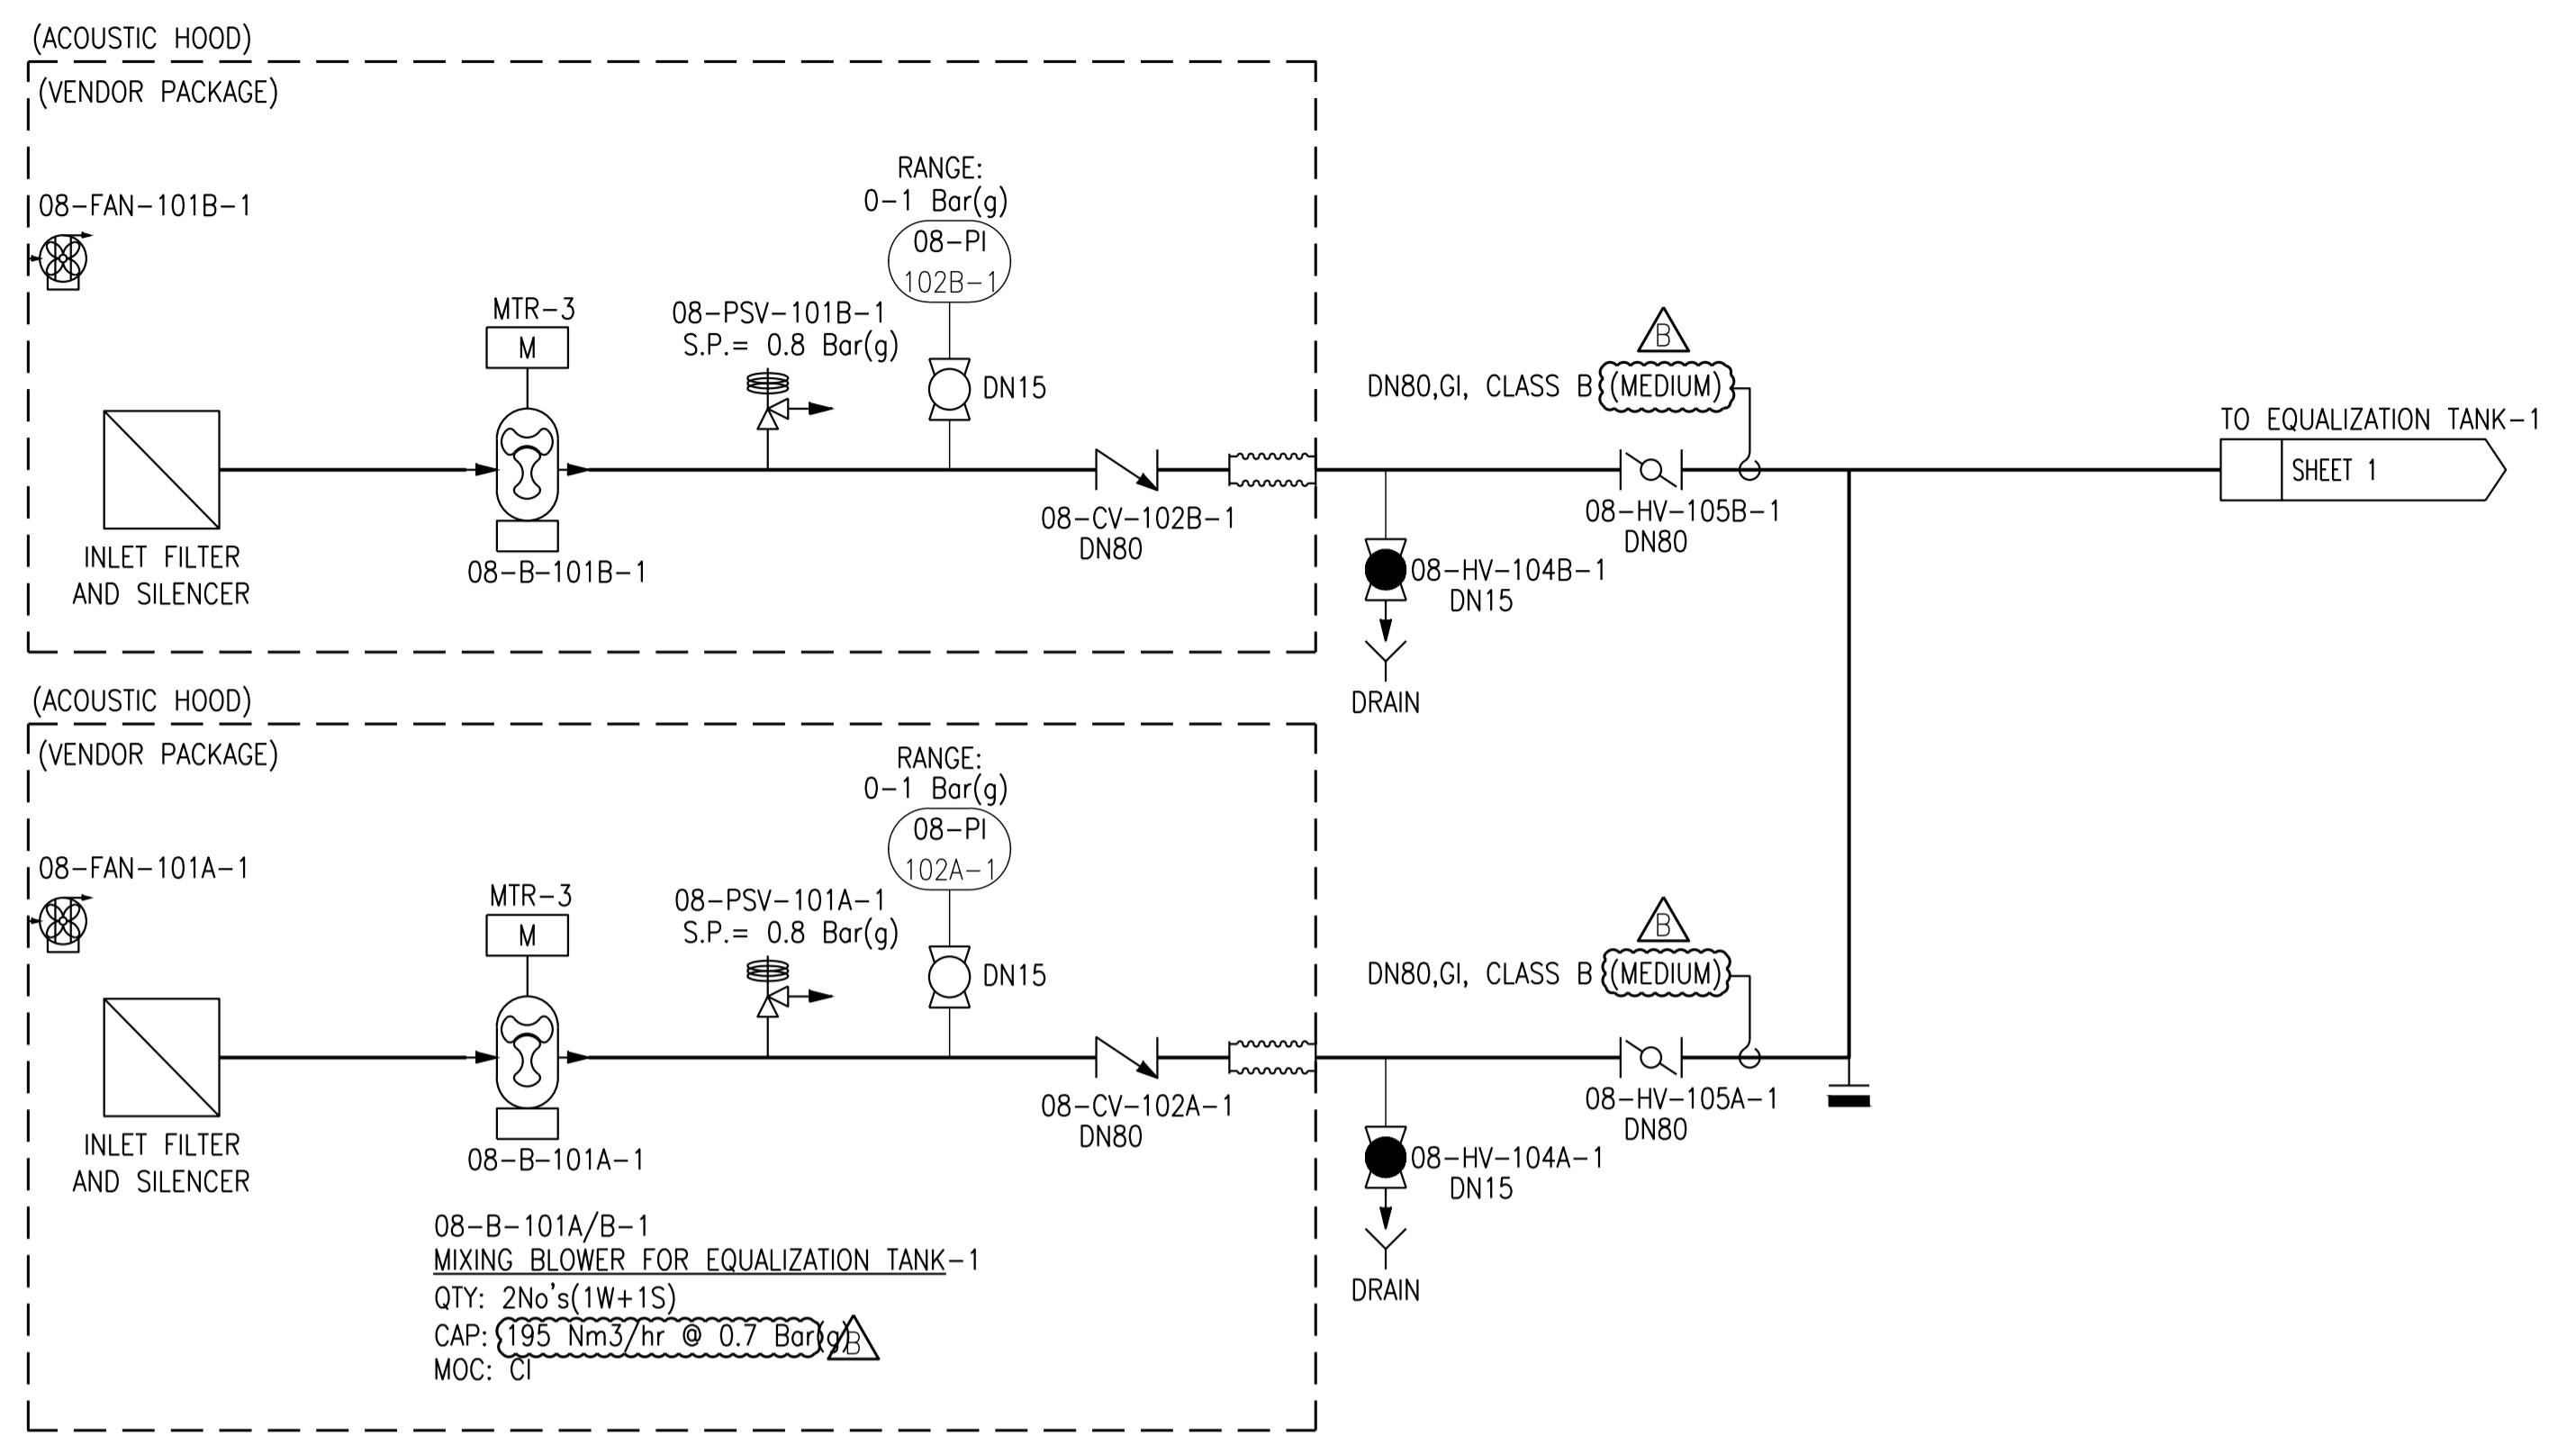 (ACOUSTIC HOOD)
(VENDOR PACKAGE)
08-FAN-101B-1
RANGE:
0-1 Bar(g)
08-PI
102B-1
MTR-3
M
08-PSV-101B-1
S.P.= 0.8 Bar(g)
DN15
INLET FILTER
AND SILENCER
08-B-101B-1
08-CV-102B-1
DN80
B
DN80,GI, CLASS B (MEDIUM)
08-HV-105B-1
DN80
08-HV-104B-1
DN15
DRAIN
TO EQUALIZATION TANK-1
SHEET 1
(ACOUSTIC HOOD)
(VENDOR PACKAGE)
08-FAN-101A-1
RANGE:
0-1 Bar(g)
08-PI
102A-1
MTR-3
M
08-PSV-101A-1
S.P.= 0.8 Bar(g)
DN15
INLET FILTER
AND SILENCER
08-B-101A-1
08-CV-102A-1
DN80
B
DN80,GI, CLASS B (MEDIUM)
08-HV-105A-1
DN80
08-HV-104A-1
DN15
DRAIN
08-B-101A/B-1
MIXING BLOWER FOR EQUALIZATION TANK-1
QTY: 2No's(1W+1S)
CAP: 195 Nm3/hr @ 0.7 Bar(g) B
MOC: CI